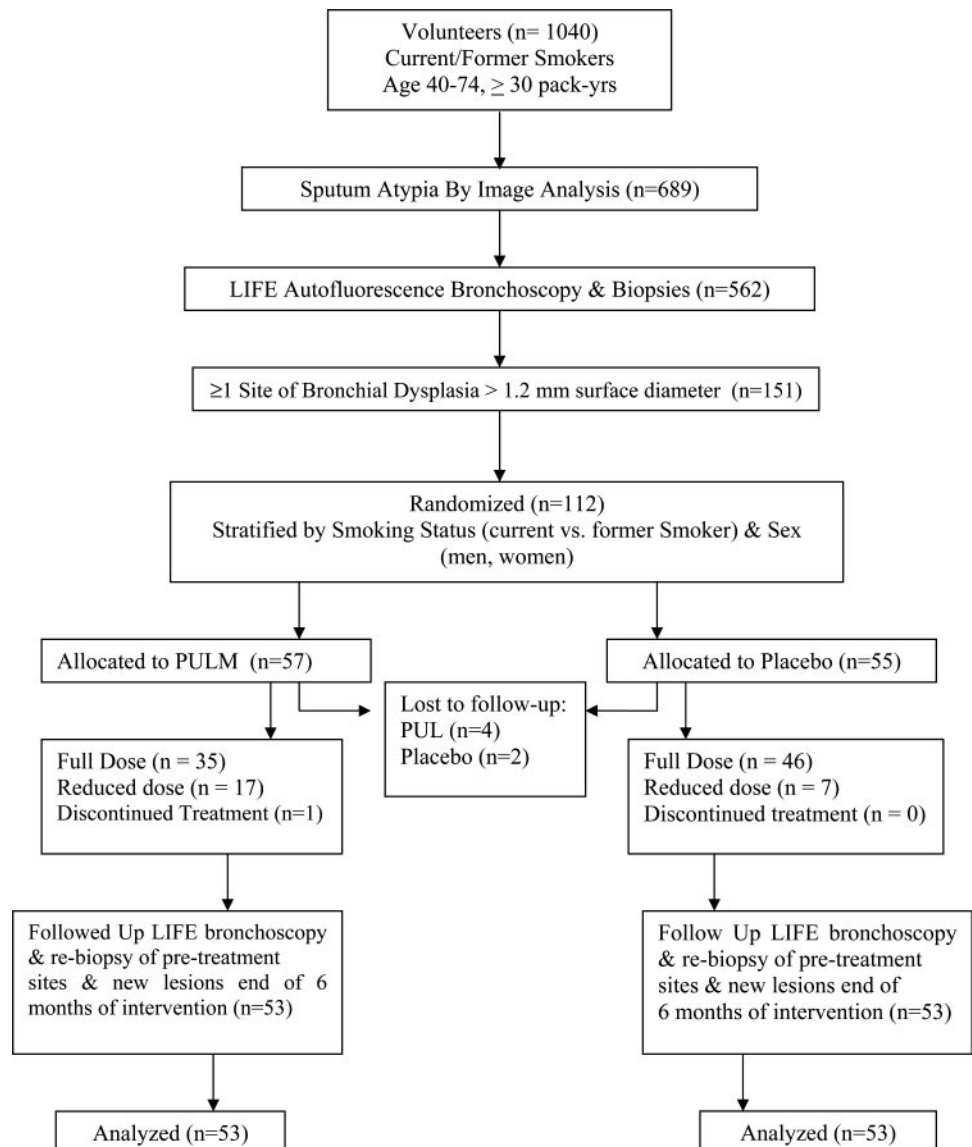 Volunteers (n= 1040)
Current/Former Smokers
Age 40-74, ≥ 30 pack-yrs
Sputum Atypia By Image Analysis (n=689)
LIFE Autofluorescence Bronchoscopy & Biopsies (n=562)
≥1 Site of Bronchial Dysplasia > 1.2 mm surface diameter (n=151)
Randomized (n=112)
Stratified by Smoking Status (current vs. former Smoker) & Sex
(men, women)
Allocated to PULM (n=57)
Allocated to Placebo (n=55)
Lost to follow-up:
PUL (n=4)
Placebo (n=2)
Full Dose (n = 35)
Reduced dose (n = 17)
Discontinued Treatment (n=1)
Full Dose (n = 46)
Reduced dose (n = 7)
Discontinued treatment (n = 0)
Followed Up LIFE bronchoscopy
& re-biopsy of pre-treatment
sites & new lesions end of 6
months of intervention (n=53)
Follow Up LIFE bronchoscopy
& re-biopsy of pre-treatment
sites & new lesions end of
6 months of intervention (n=53)
Analyzed (n=53)
Analyzed (n=53)